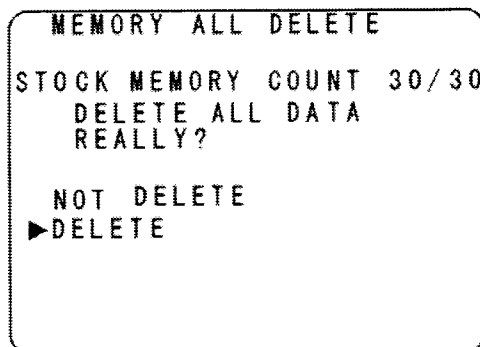 MEMORY ALL DELETE
STOCK MEMORY COUNT 30/30
DELETE ALL DATA
REALLY?
NOT DELETE
▶DELETE